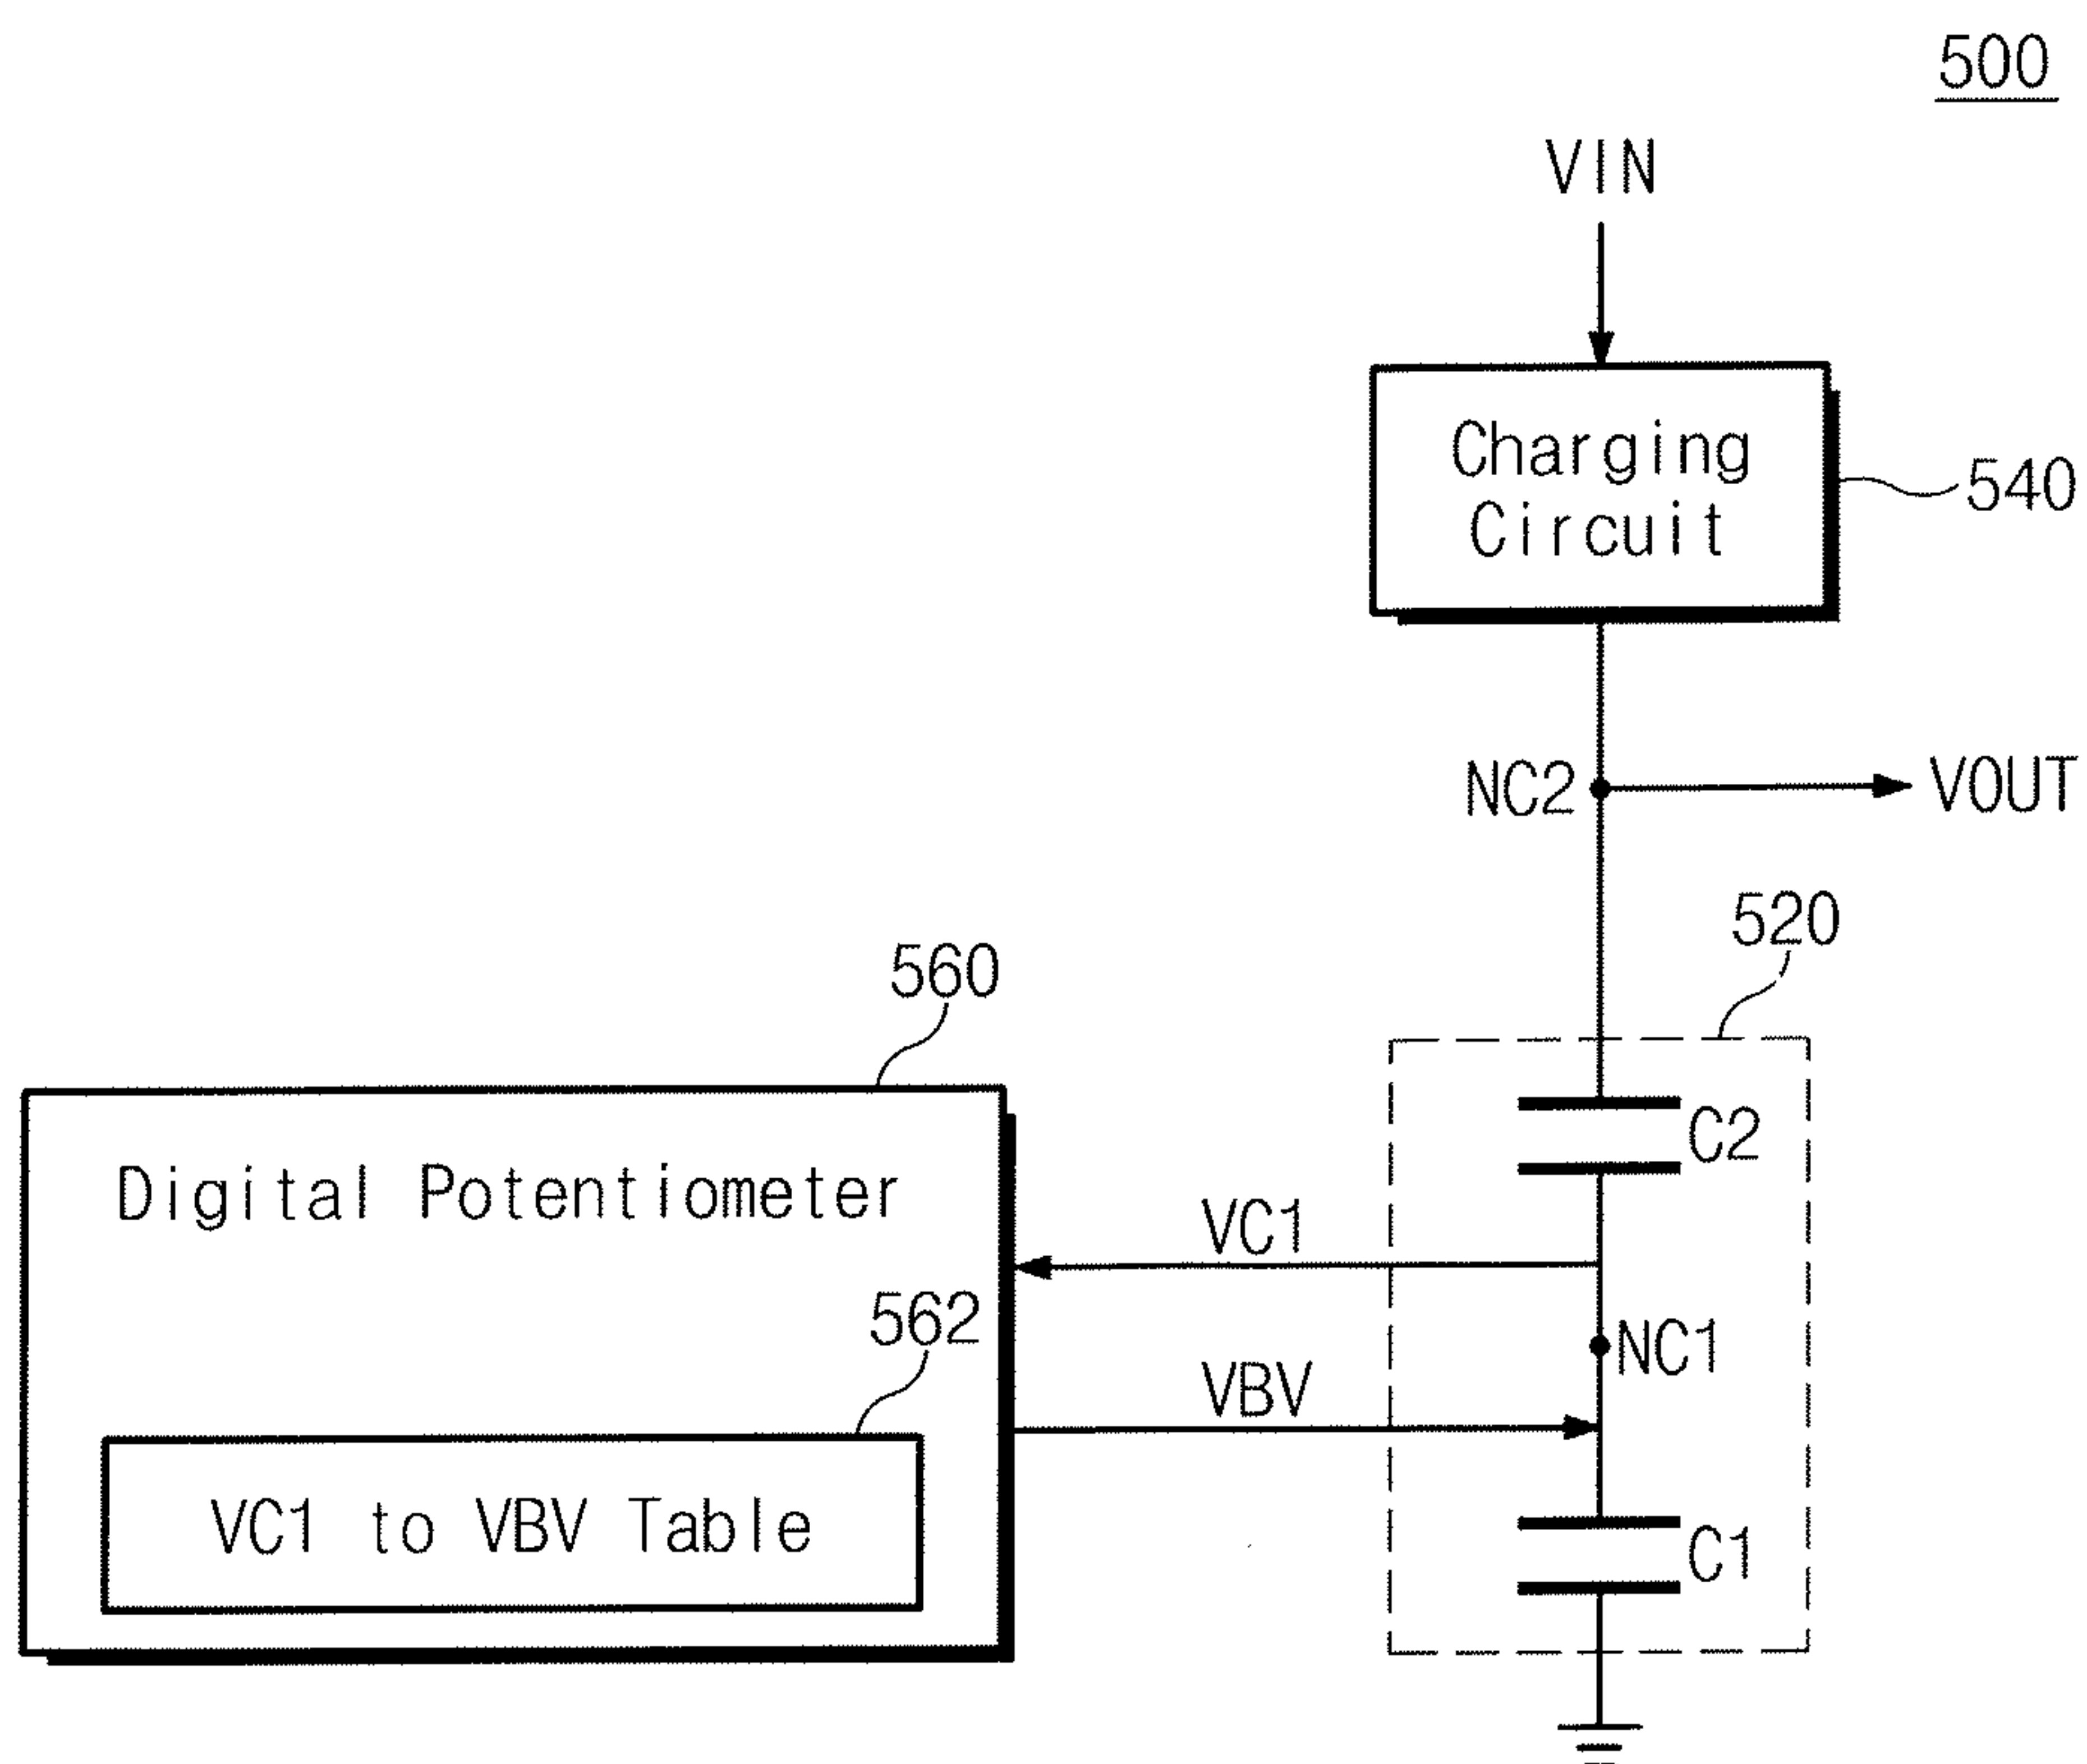 500
VIN
Charging
Circuit
540
NC2
VOUT
520
560
C2
Digital Potentiometer
VC1
562
NC1
VBV
VC1 to VBV Table
C1